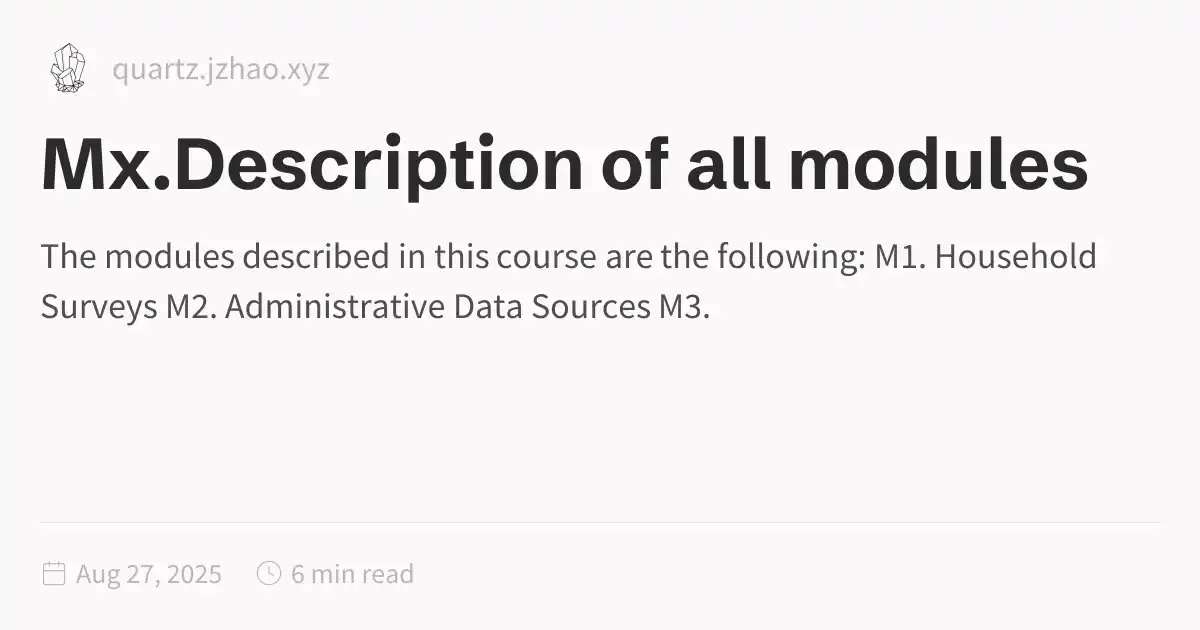 quartz.jzhao.xyz
Mx.Description of all modules
The modules described in this course are the following: M1. Household
Surveys M2. Administrative Data Sources M3.
Aug 27, 2025 6 min read